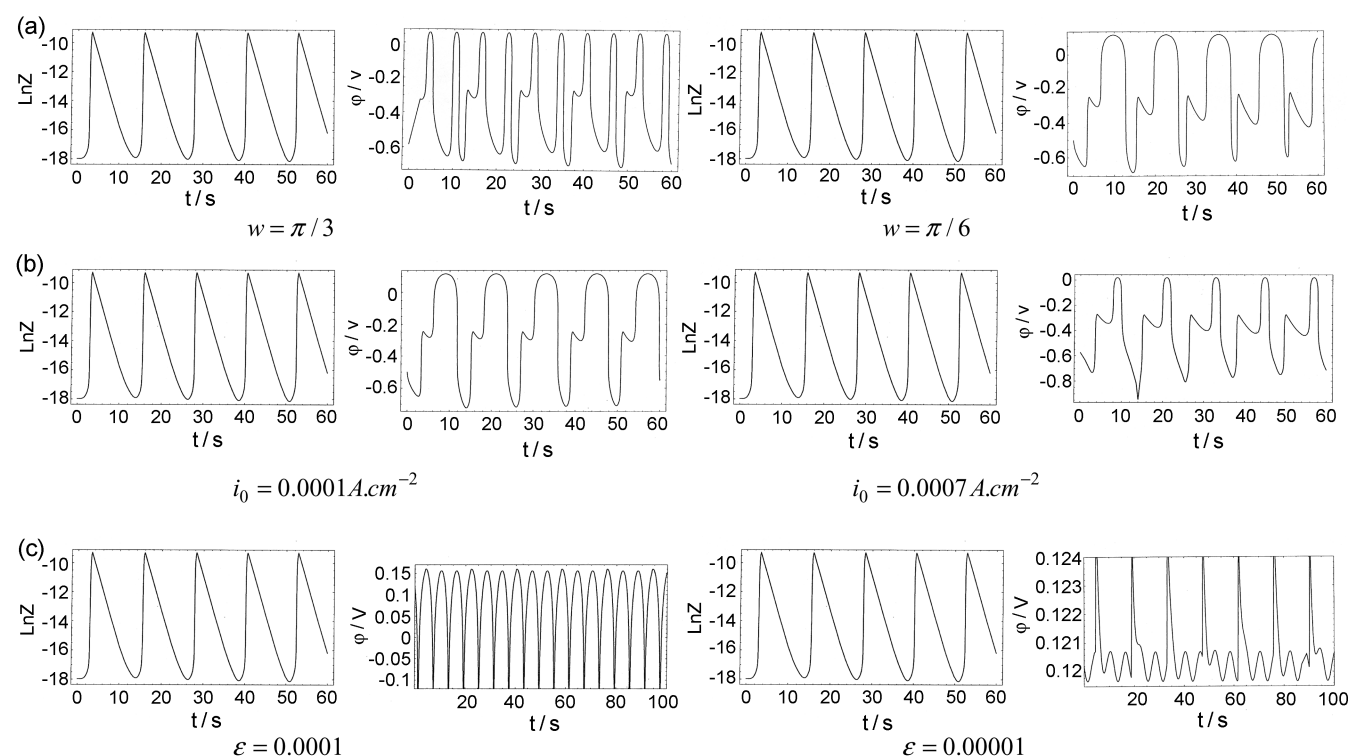 (a)
LnZ
-10
-12
-14
-16
-18
0 10 20 30 40 50 60
t / s
φ / v
0
-0.2
-0.4
-0.6
0 10 20 30 40 50 60
t / s
w = π / 3
LnZ
-10
-12
-14
-16
-18
0 10 20 30 40 50 60
t / s
φ / v
0
-0.2
-0.4
-0.6
0 10 20 30 40 50 60
t / s
w = π / 6
(b)
LnZ
-10
-12
-14
-16
-18
0 10 20 30 40 50 60
t / s
φ / v
0
-0.2
-0.4
-0.6
0 10 20 30 40 50 60
t / s
i₀ = 0.0001A.cm⁻²
LnZ
-10
-12
-14
-16
-18
0 10 20 30 40 50 60
t / s
φ / v
0
-0.2
-0.4
-0.6
-0.8
0 10 20 30 40 50 60
t / s
i₀ = 0.0007A.cm⁻²
(c)
LnZ
-10
-12
-14
-16
-18
0 10 20 30 40 50 60
t / s
φ / V
0.15
0.1
0.05
0
-0.05
-0.1
0 20 40 60 80 100
t / s
ε = 0.0001
LnZ
-10
-12
-14
-16
-18
0 10 20 30 40 50 60
t / s
φ / V
0.124
0.123
0.122
0.121
0.12
20 40 60 80 100
t / s
ε = 0.00001